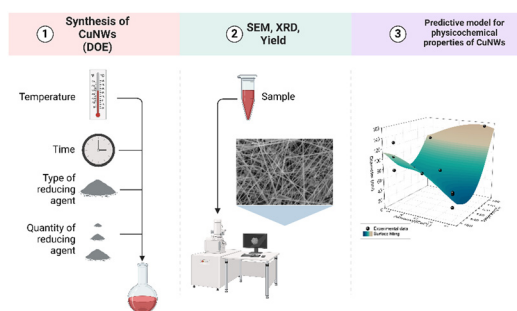 1
Synthesis of
CuNWs
(DOE)
Temperature
Time
Type of
reducing
agent
Quantity of
reducing
agent
2
SEM, XRD,
Yield
Sample
3
Predictive model for
physicochemical
properties of CuNWs
Experimental data
Surface fitting